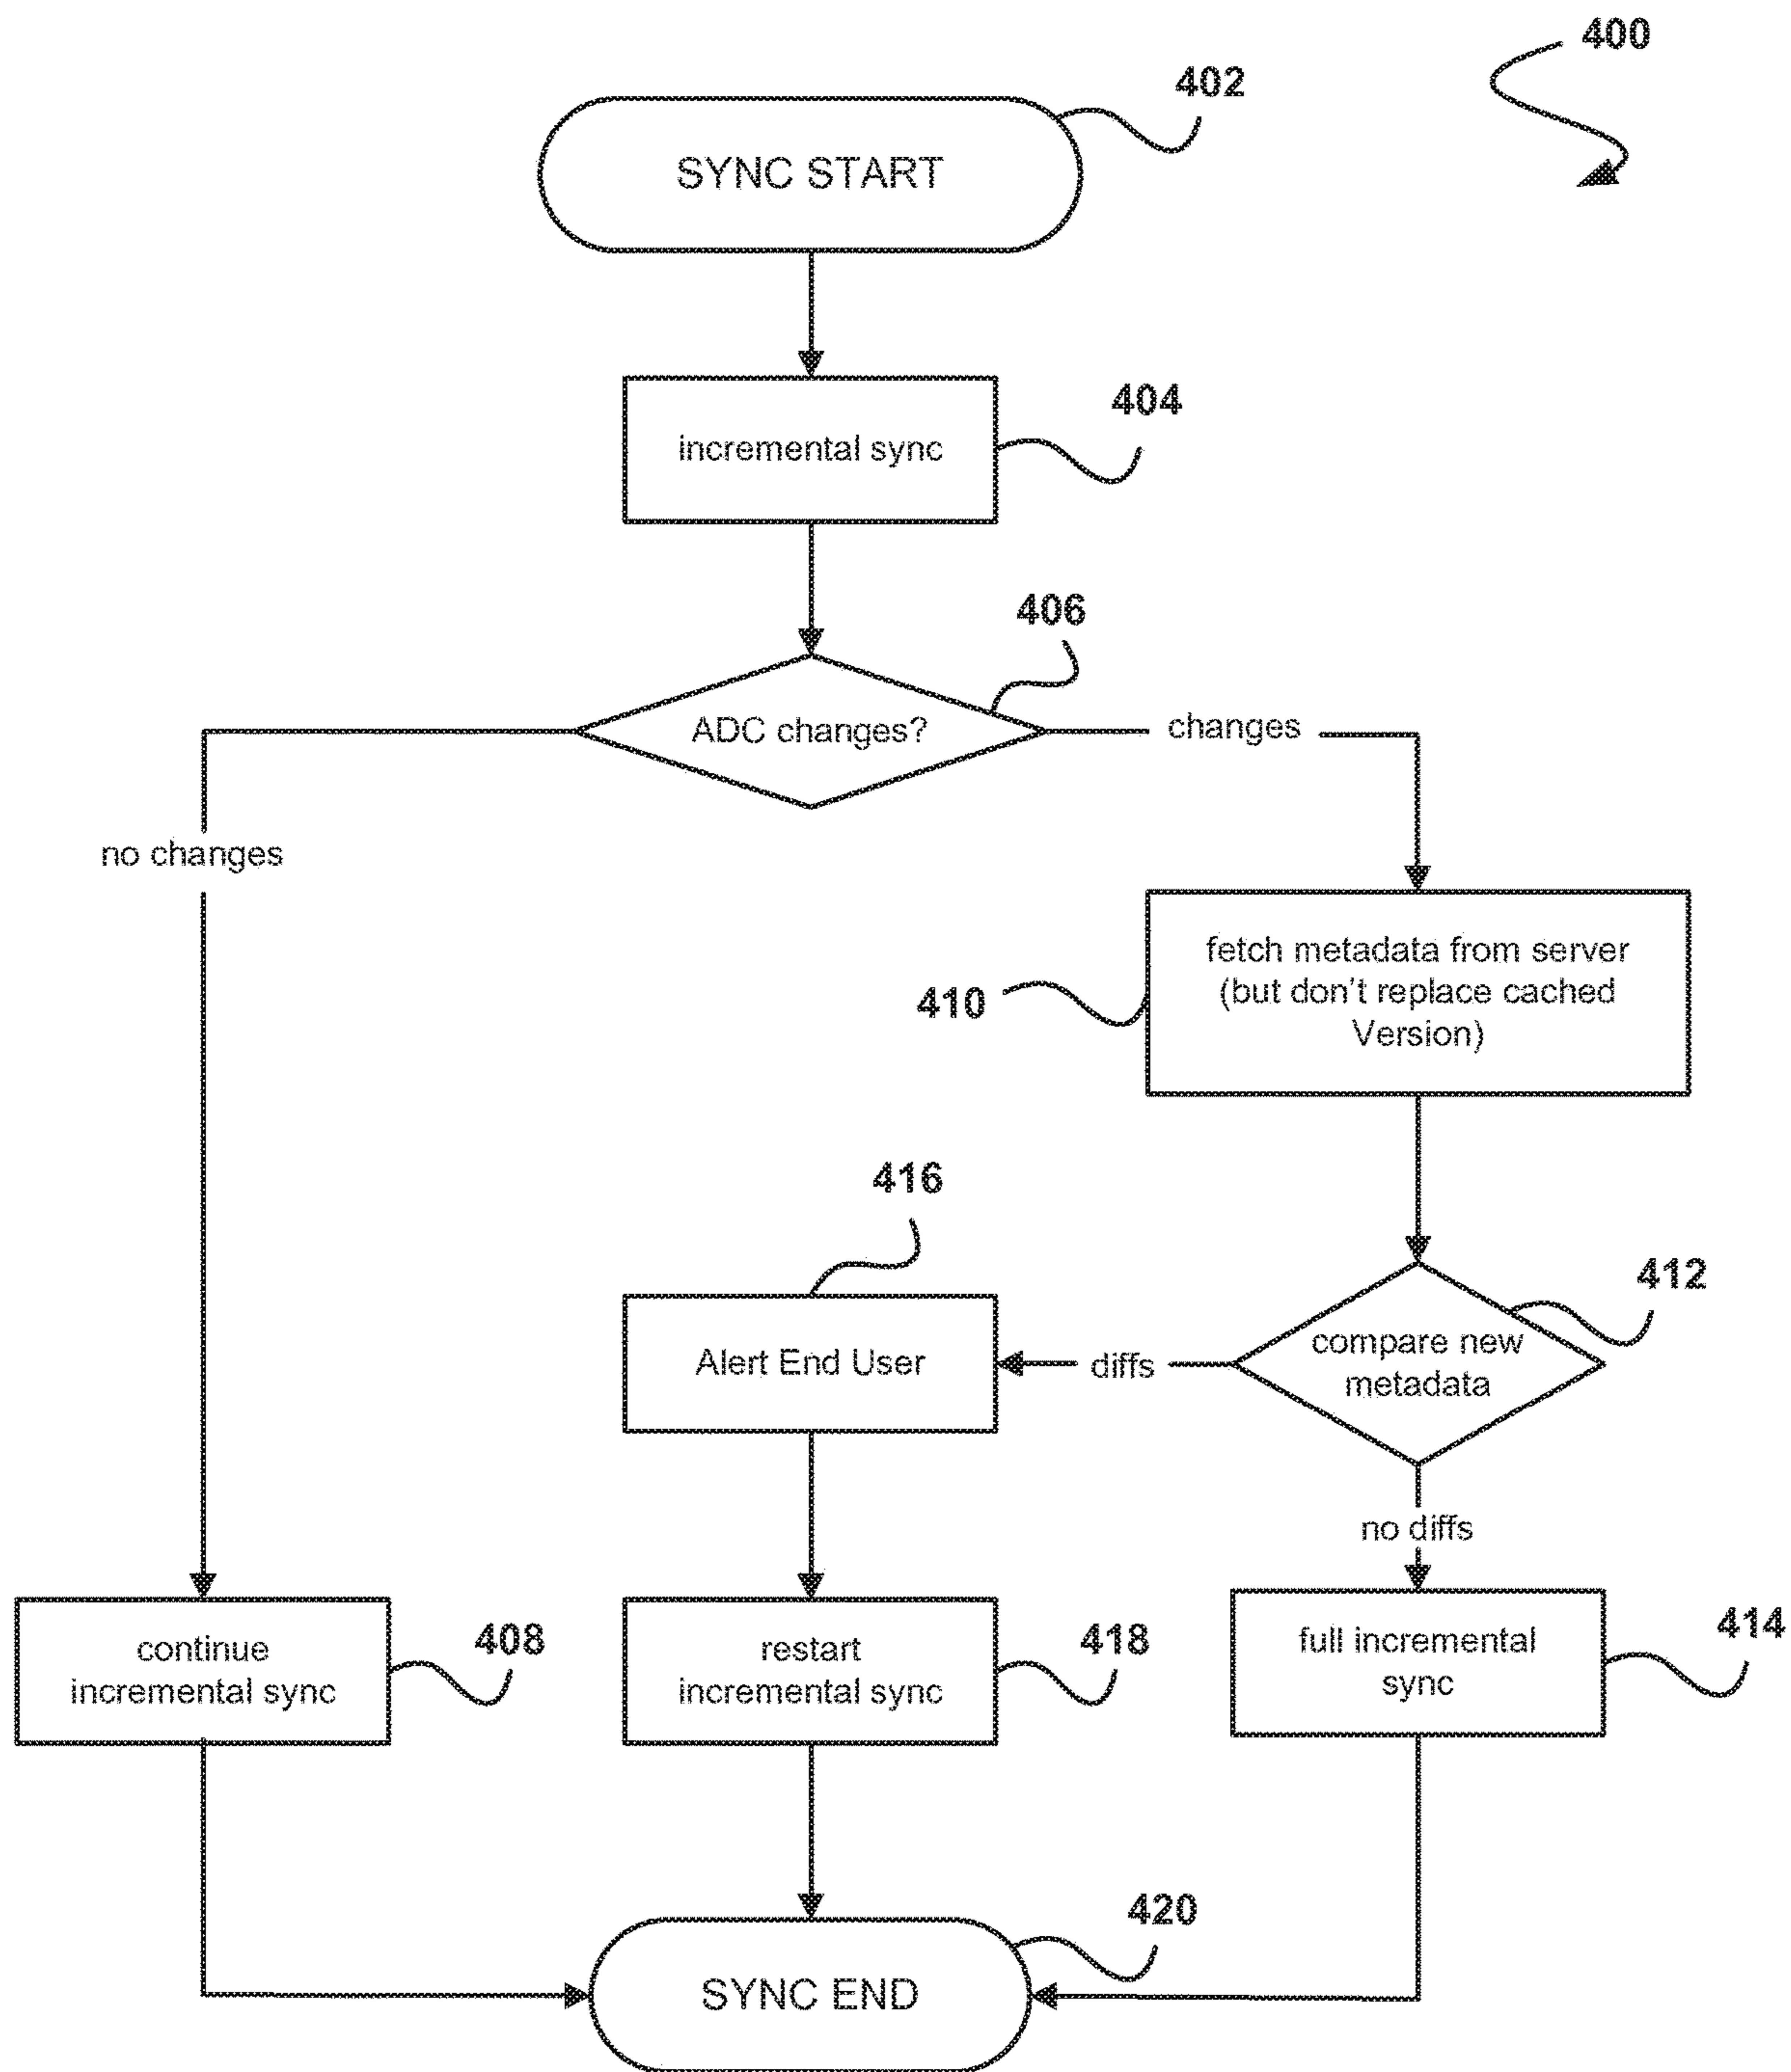 400
402
SYNC START
404
incremental sync
406
ADC changes?
changes
no changes
fetch metadata from server
(but don't replace cached
Version)
410
416
412
compare new
metadata
diffs
Alert End User
no diffs
continue
incremental sync
408
restart
incremental sync
418
full incremental
sync
414
420
SYNC END